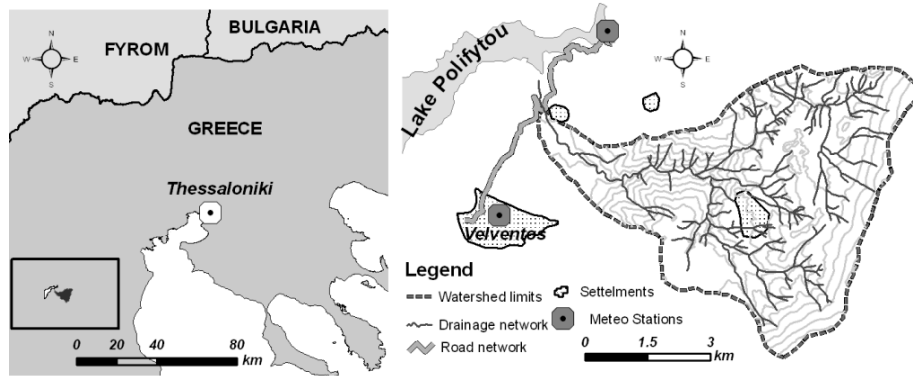 BULGARIA
FYROM
N
W E
S
GREECE
Thessaloniki
0 20 40 80
km
N
W E
S
Lake Polifytou
Velventos
Legend
Watershed limits
Settelments
Drainage network
Meteo Stations
Road network
0 1.5 3
km